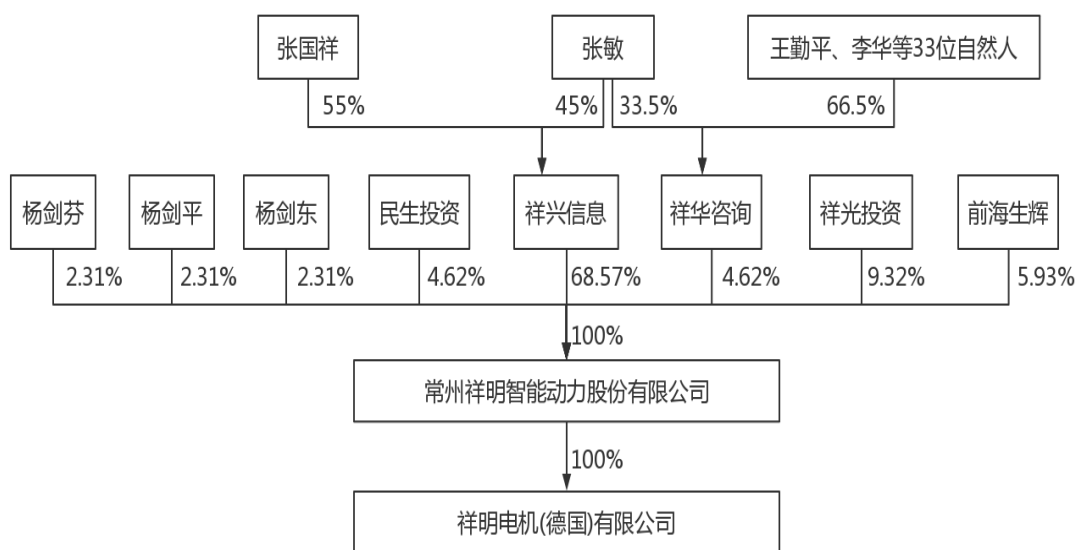 张国祥
张敏
王勤平、李华等33位自然人
55%
45%
33.5%
66.5%
杨剑芬
杨剑平
杨剑东
民生投资
祥兴信息
祥华咨询
祥光投资
前海生辉
2.31%
2.31%
2.31%
4.62%
68.57%
4.62%
9.32%
5.93%
100%
常州祥明智能动力股份有限公司
100%
祥明电机(德国)有限公司